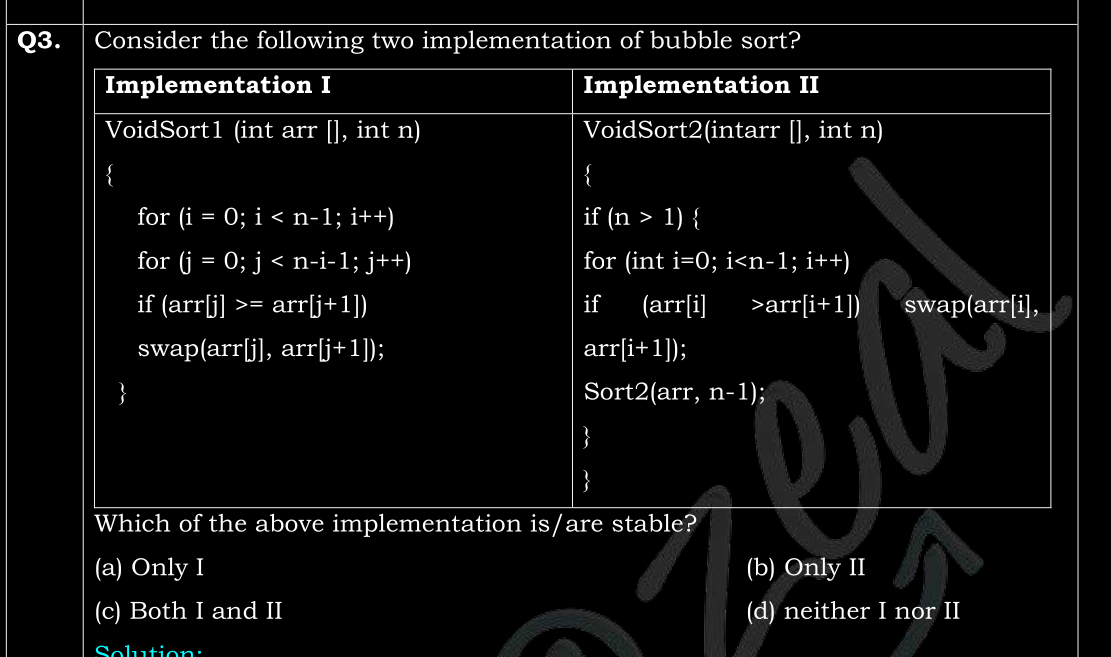 Q3. Consider the following two implementation of bubble sort?
Implementation I Implementation II
VoidSort1 (int arr [], int n) VoidSort2(intarr [], int n)
{ {
for (i = 0; i < n-1; i++) if (n > 1) {
for (j = 0; j < n-i-1; j++) for (int i=0; i<n-1; i++)
if (arr[j] >= arr[j+1]) if (arr[i] >arr[i+1]) swap(arr[i],
swap(arr[j], arr[j+1]); arr[i+1]);
} Sort2(arr, n-1);
}
}
Which of the above implementation is/are stable?
(a) Only I (b) Only II
(c) Both I and II (d) neither I nor II
Solution: